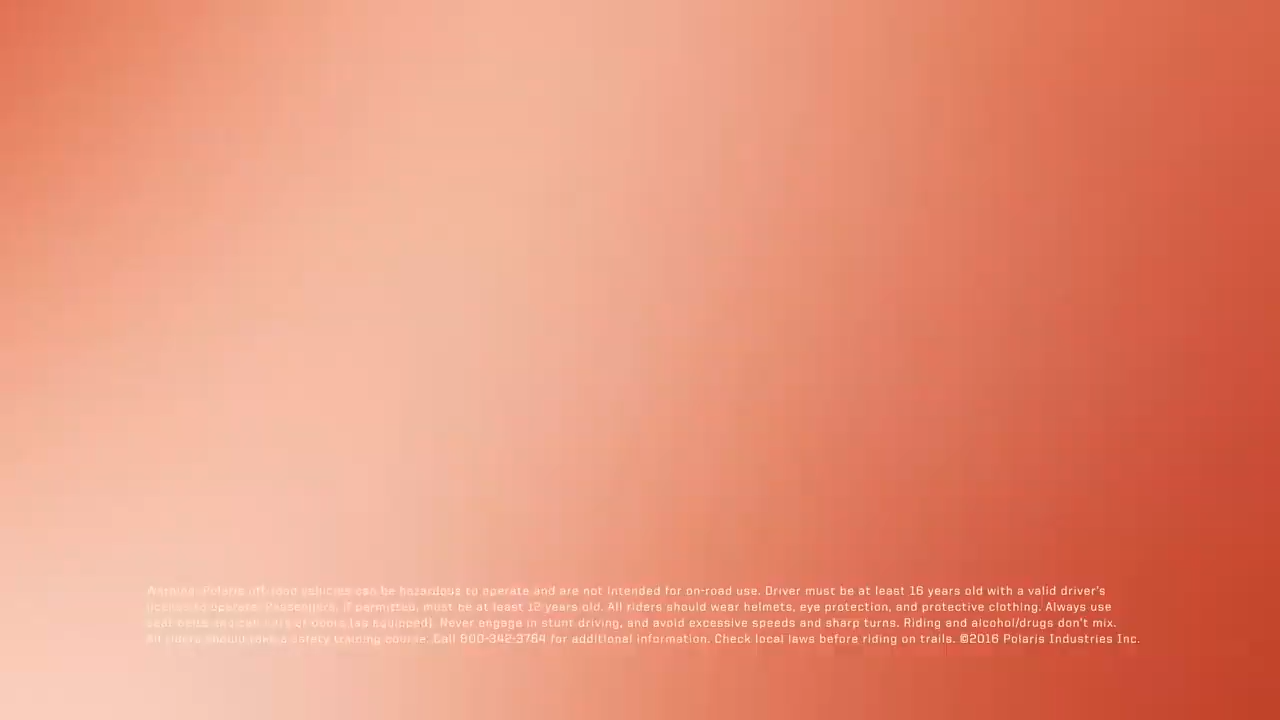 Warning: Polaris off-road vehicles can be hazardous to operate and are not intended for on-road use. Driver must be at least 16 years old with a valid driver's
license to operate. Passengers, if permitted, must be at least 12 years old. All riders should wear helmets, eye protection, and protective clothing. Always use
seat belts and cab nets or doors (as equipped). Never engage in stunt driving, and avoid excessive speeds and sharp turns. Riding and alcohol/drugs don't mix.
All riders should take a safety training course. Call 800-342-3764 for additional information. Check local laws before riding on trails. ©2016 Polaris Industries Inc.